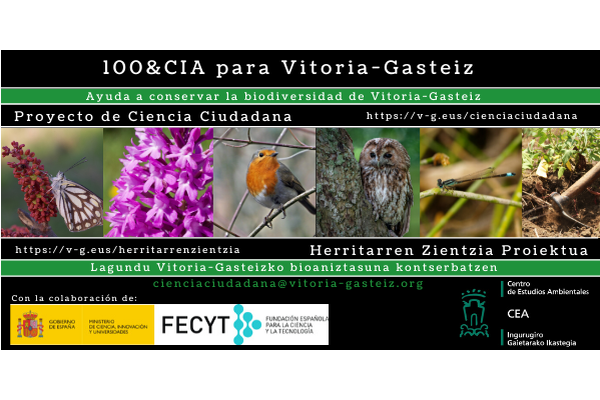 100&CIA para Vitoria-Gasteiz
Ayuda a conservar la biodiversidad de Vitoria-Gasteiz
Proyecto de Ciencia Ciudadana
https://v-g.eus/cienciaciudadana
https://v-g.eus/herritarrenzientzia
Herritarren Zientzia Proiektua
Lagundu Vitoria-Gasteizko bioaniztasuna kontserbatzen
cienciaciudadana@vitoria-gasteiz.org
Con la colaboración de:
GOBIERNO
DE ESPAÑA
MINISTERIO
DE CIENCIA, INNOVACIÓN
Y UNIVERSIDADES
FECYT
FUNDACIÓN ESPAÑOLA
PARA LA CIENCIA
Y LA TECNOLOGÍA
Centro
de Estudios Ambientales
CEA
Ingurugiro
Gaietarako Ikastegia